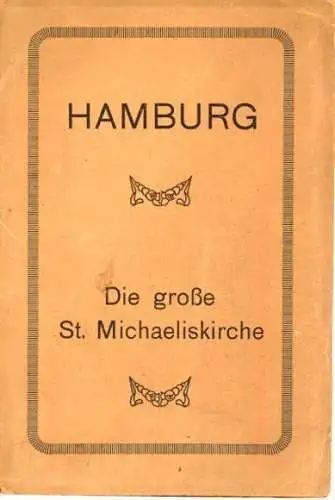 HAMBURG
Die große
St. Michaeliskirche